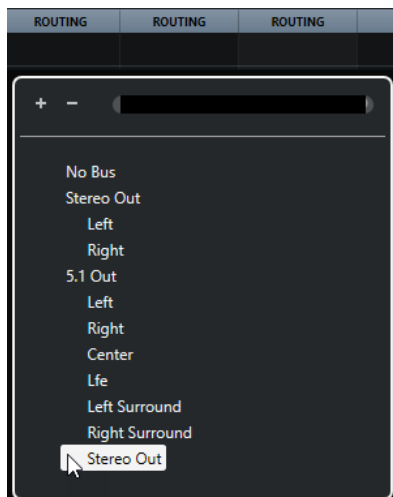 ROUTING ROUTING ROUTING
+ −
No Bus
Stereo Out
Left
Right
5.1 Out
Left
Right
Center
Lfe
Left Surround
Right Surround
Stereo Out